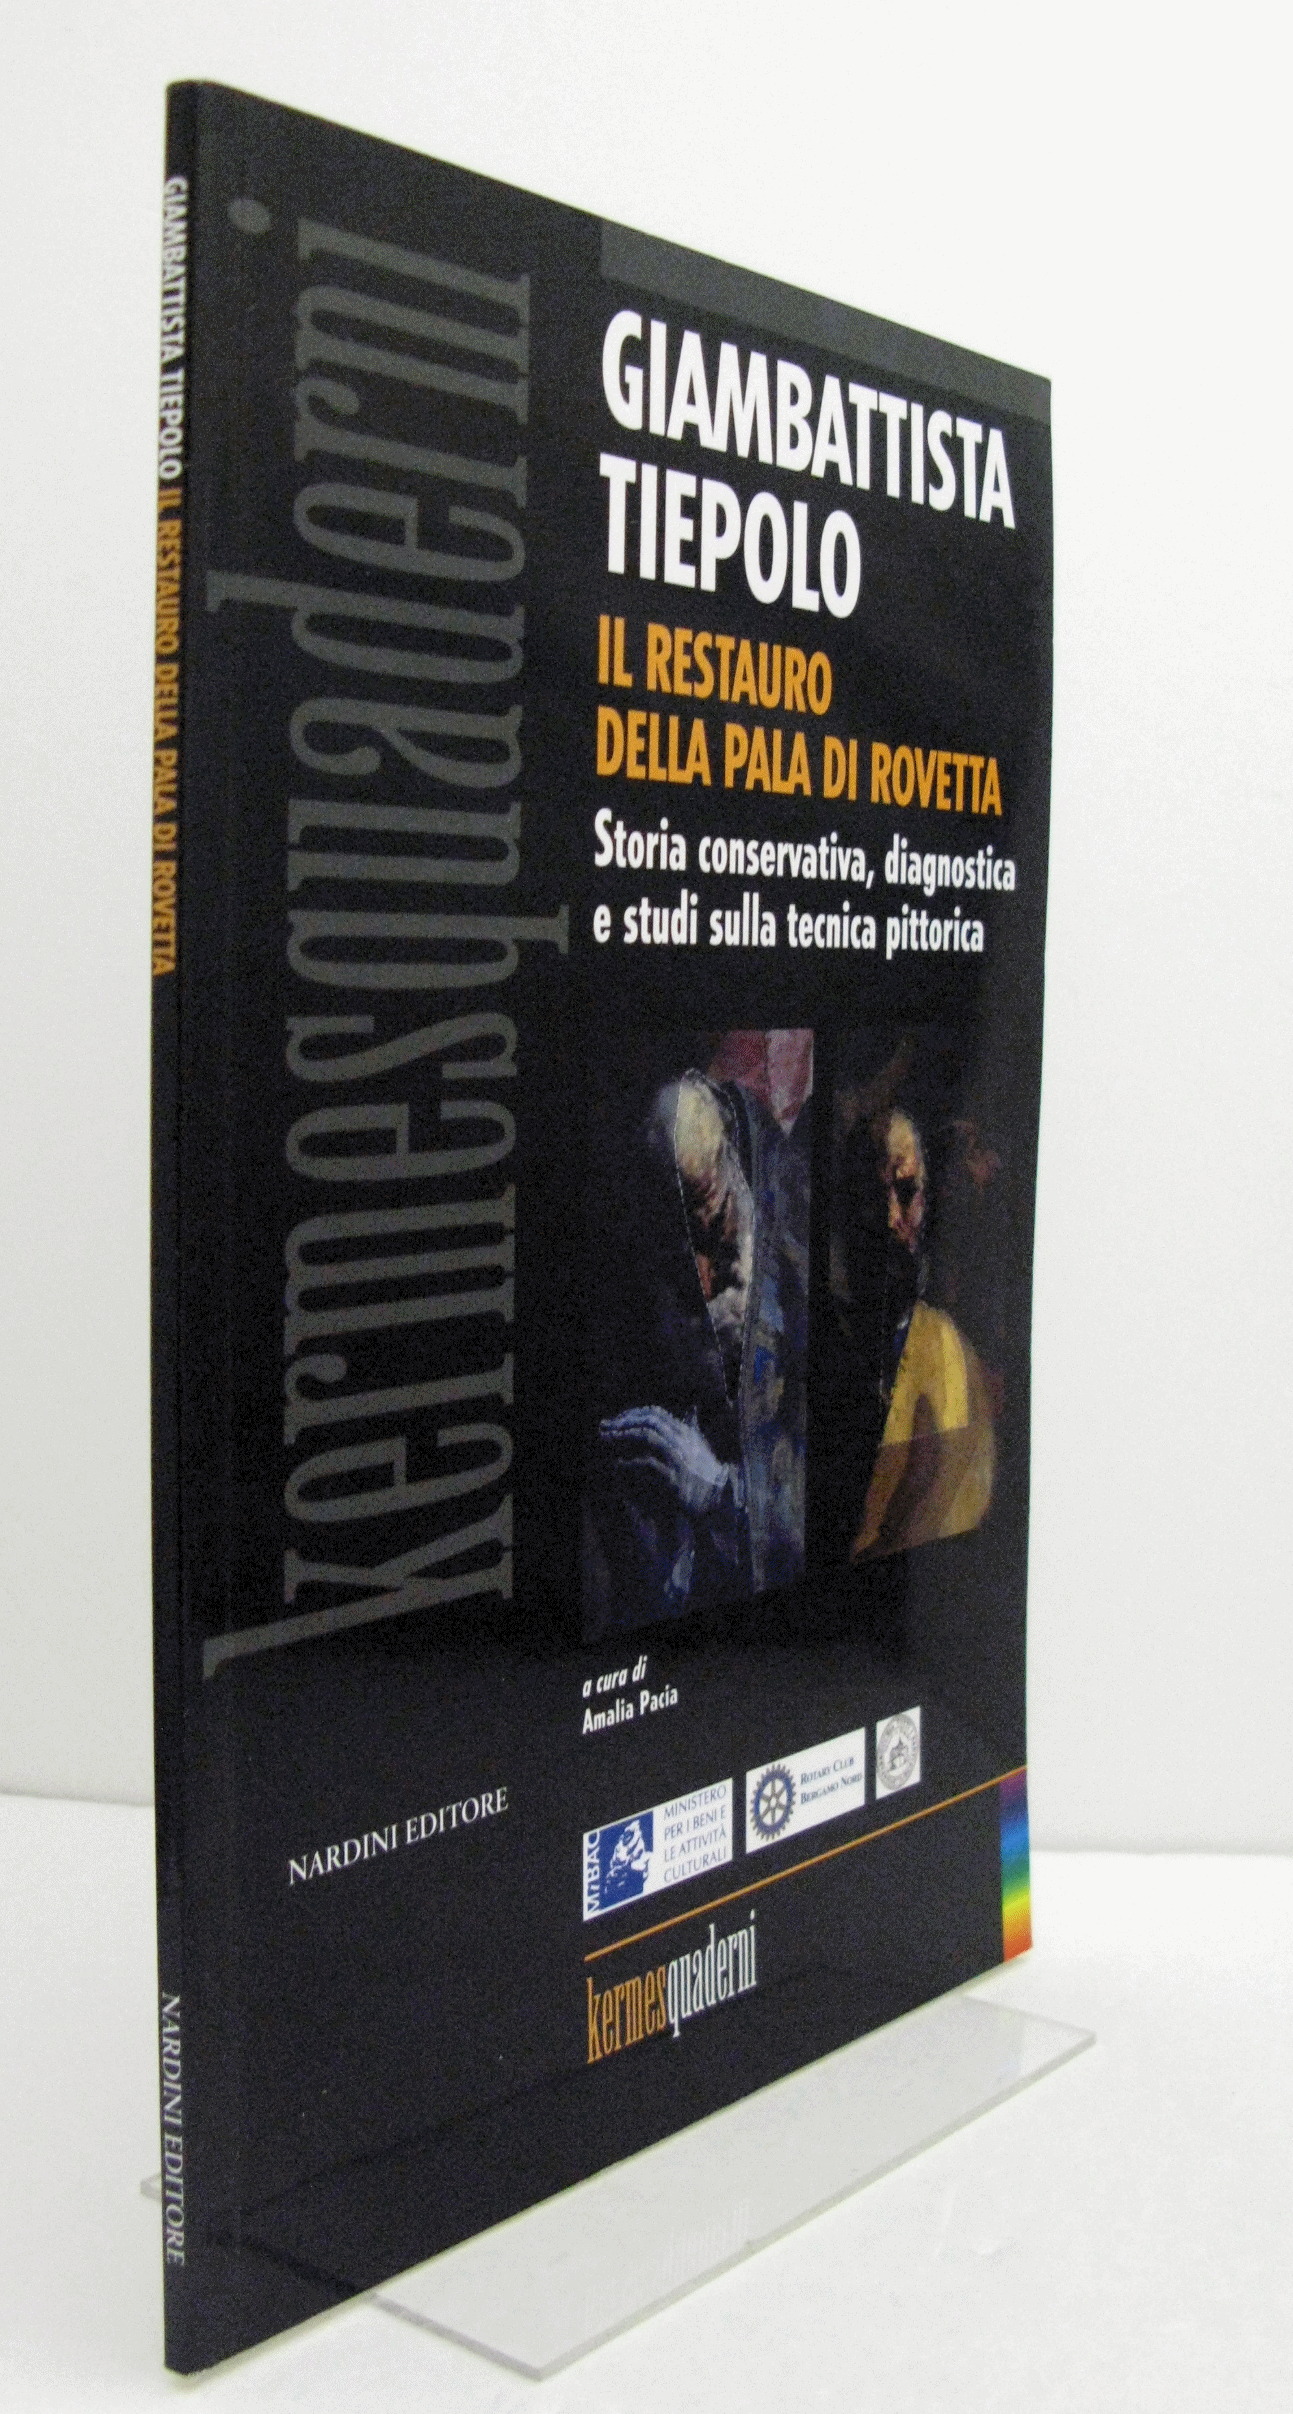 GIAMBATTISTA TIEPOLO IL RESTAURO DELLA PALA DI ROVETTA
NARDINI EDITORE
kermesquaderni
NARDINI EDITORE
GIAMBATTISTA
TIEPOLO
IL RESTAURO
DELLA PALA DI ROVETTA
Storia conservativa, diagnostica
e studi sulla tecnica pittorica
a cura di
Amalia Pacia
MiBAC
MINISTERO
PER I BENI E
LE ATTIVITÀ
CULTURALI
ROTARY CLUB
BERGAMO NORD
kermesquaderni